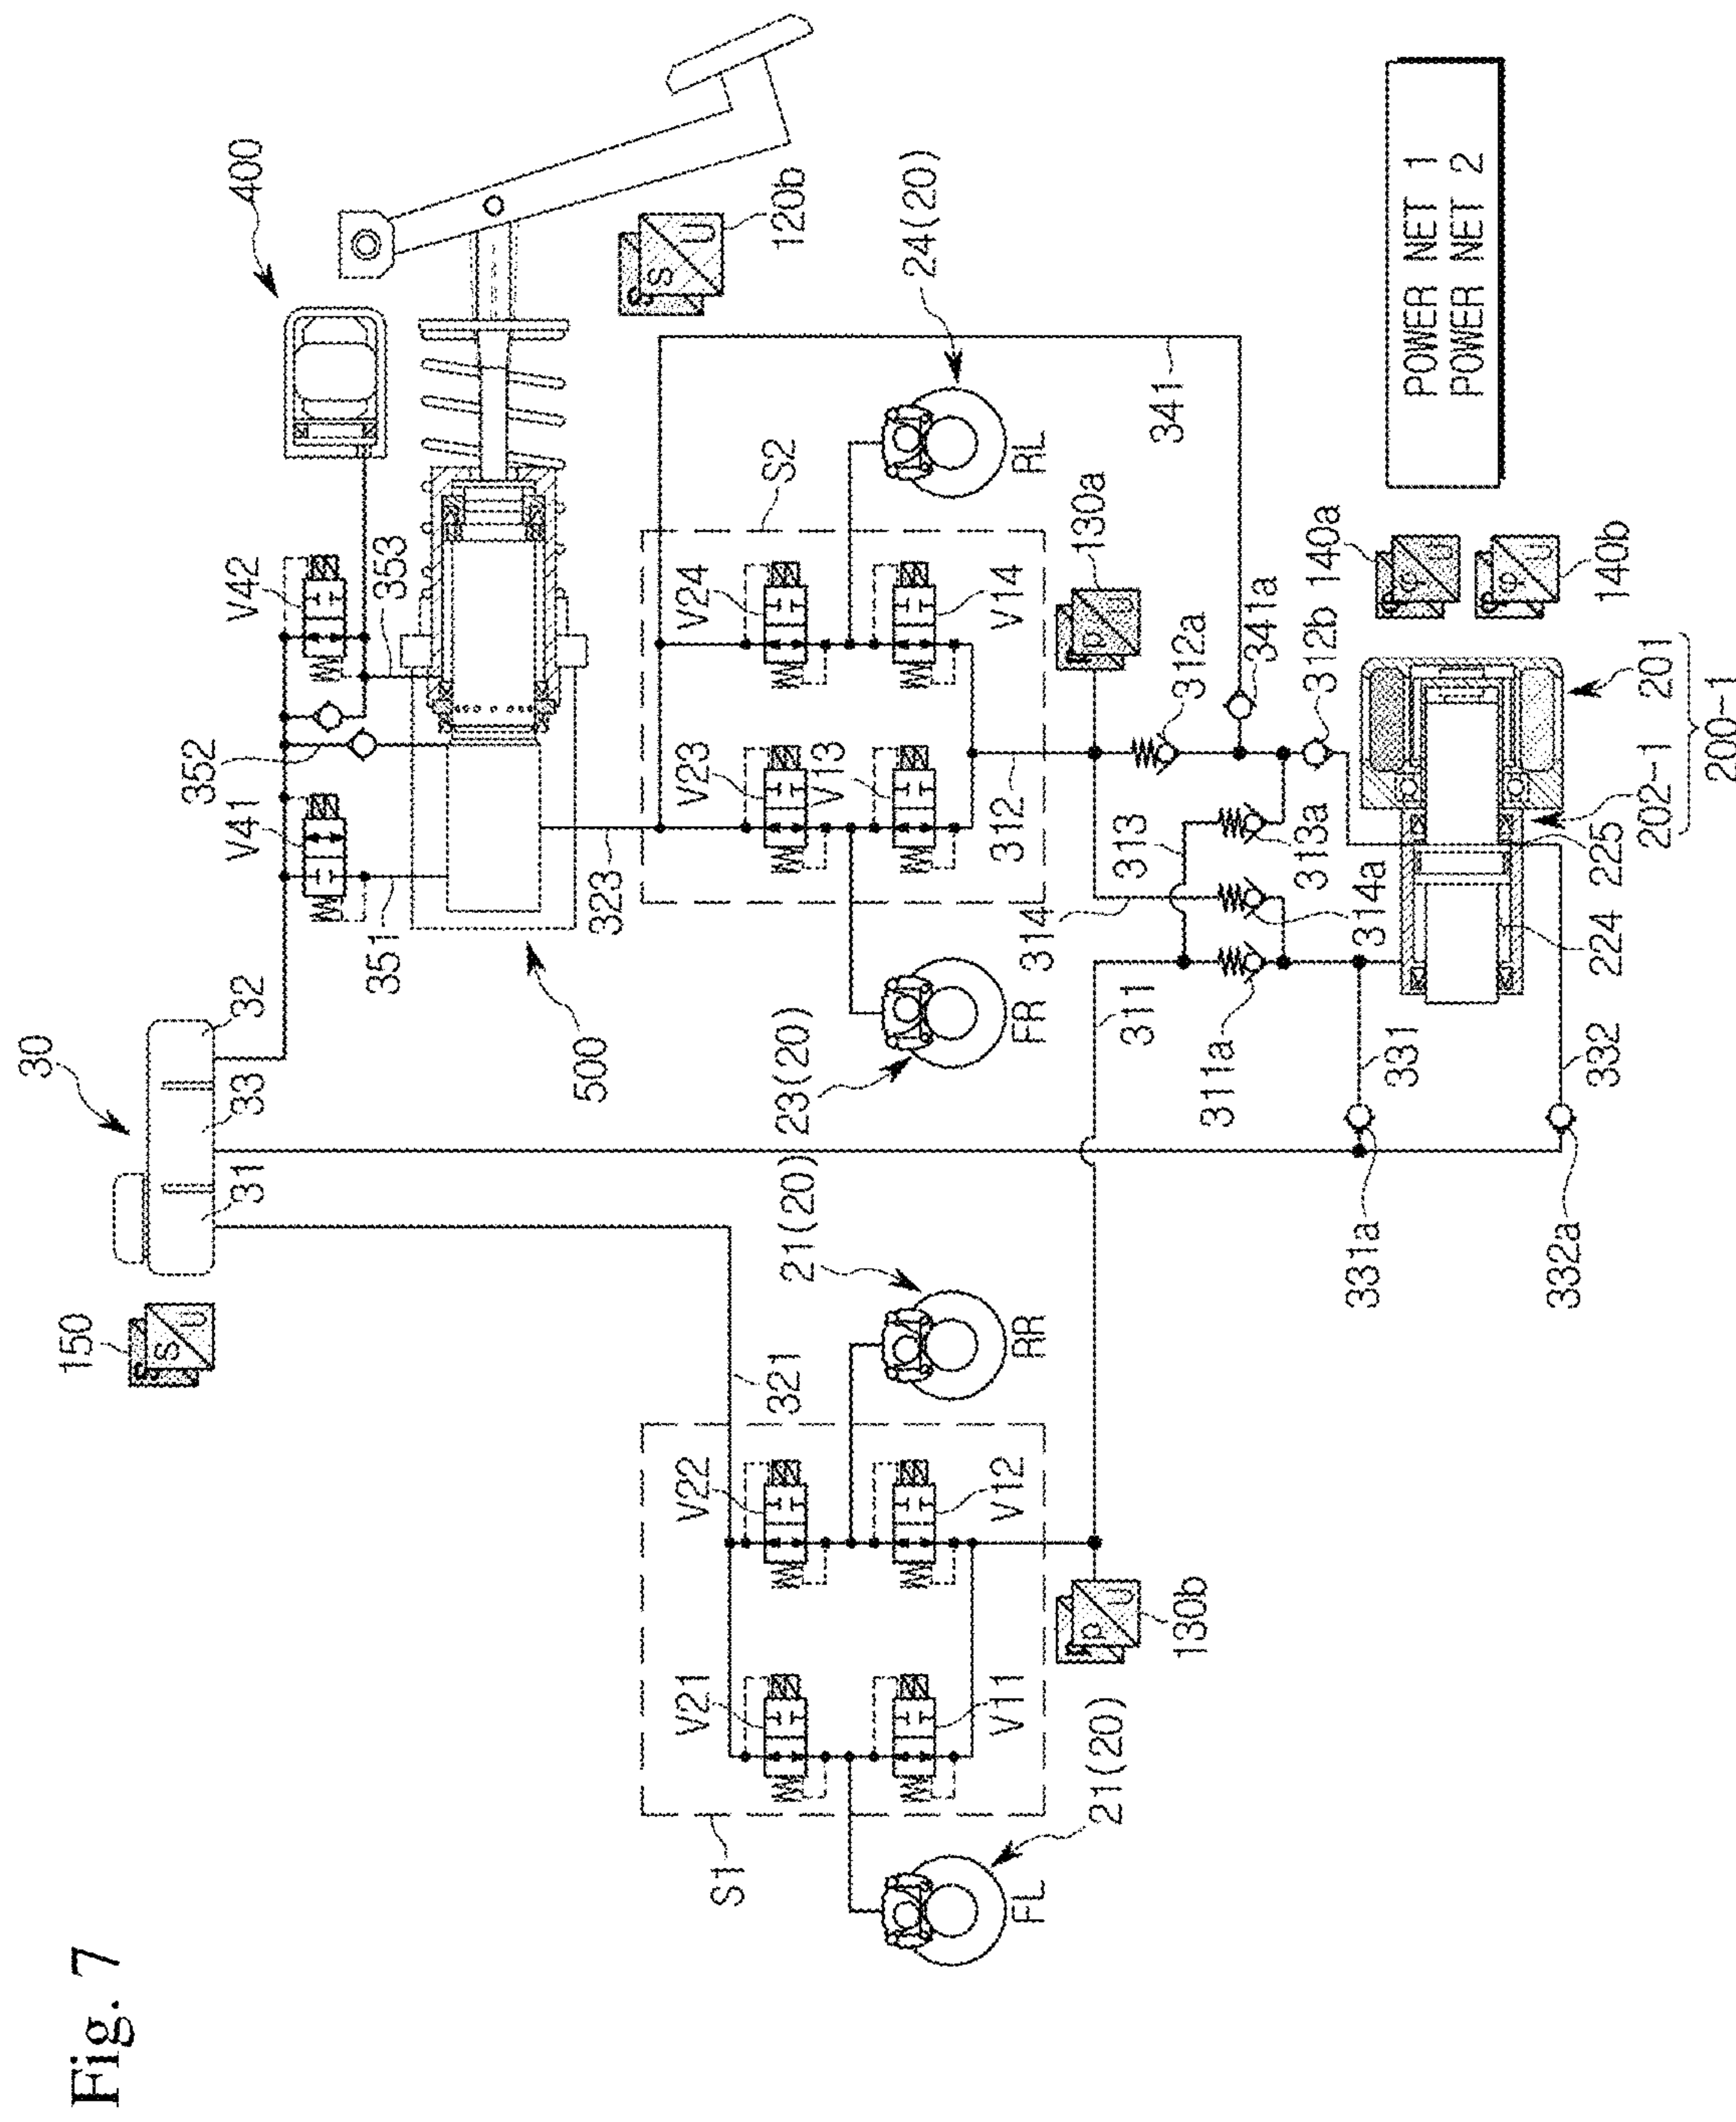 Fig. 7
150
30
31
33
32
V41
352
V42
400
351
353
500
120b
S1
V21
V22
321
323
V23
V24
S2
V13
21(20)
23(20)
24(20)
FL
RR
FR
RL
V11
V12
312
V14
21(20)
130b
311
314
313
130a
341
311a
314a
313a
312a
341a
312b
140a
331a
331
332a
332
224
225
202-1
201
200-1
140b
POWER NET 1
POWER NET 2
S
U
S
U
p
U
p
U
φ
U
φ
U